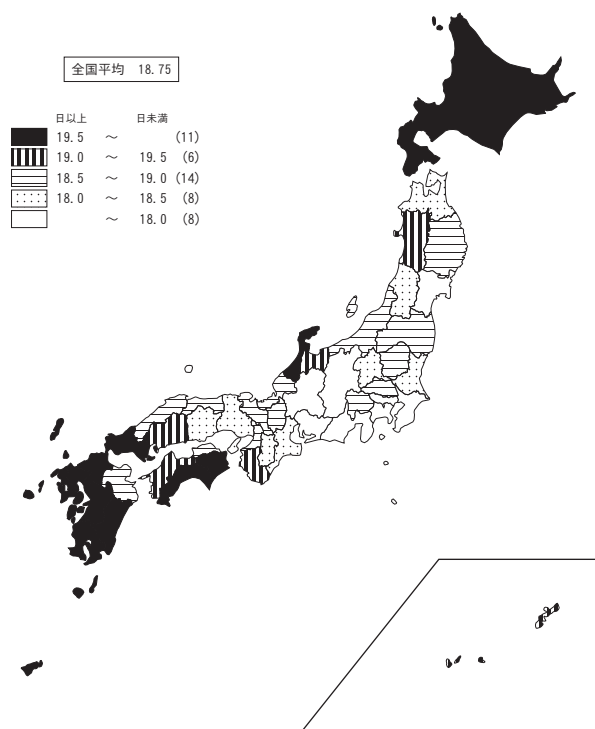 全国平均 18.75
日以上 日未満
19.5 ～ (11)
19.0 ～ 19.5 (6)
18.5 ～ 19.0 (14)
18.0 ～ 18.5 (8)
～ 18.0 (8)